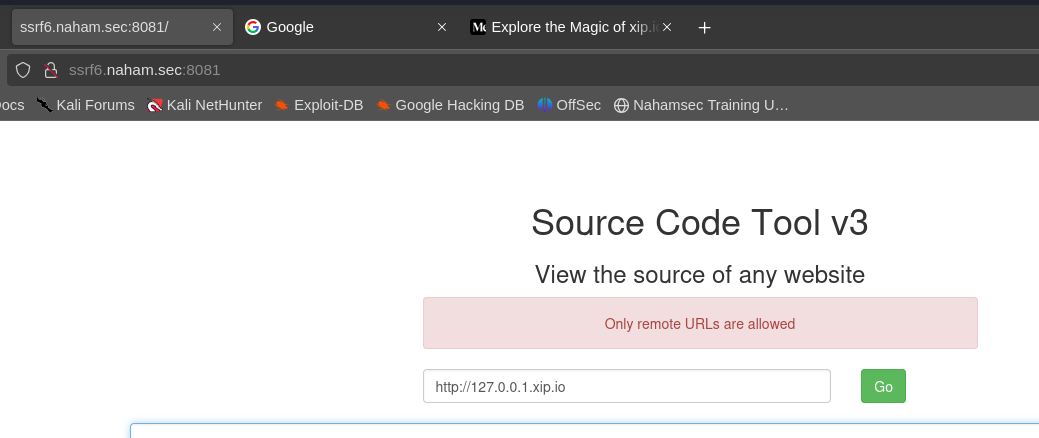 ssrf6.naham.sec:8081/ Google Explore the Magic of xip.i
ssrf6.naham.sec:8081
ocs Kali Forums Kali NetHunter Exploit-DB Google Hacking DB OffSec Nahamsec Training U…
Source Code Tool v3
View the source of any website
Only remote URLs are allowed
http://127.0.0.1.xip.io Go